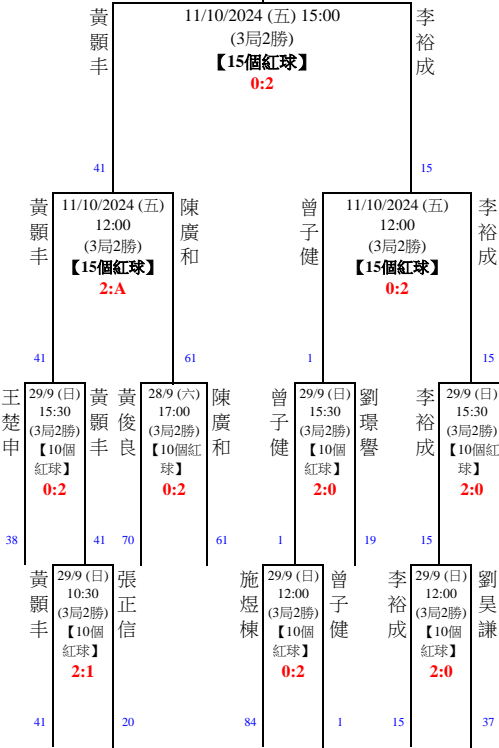 黃顥丰
11/10/2024 (五) 15:00
(3局2勝)
【15個紅球】
0:2
李裕成
41
15
黃顥丰
11/10/2024 (五)
12:00
(3局2勝)
【15個紅球】
2:A
陳廣和
曾子健
11/10/2024 (五)
12:00
(3局2勝)
【15個紅球】
0:2
李裕成
41
61
1
15
王楚申
29/9 (日)
15:30
(3局2勝)
【10個
紅球】
0:2
黃顥丰
黃俊良
28/9 (六)
17:00
(3局2勝)
【10個紅
球】
0:2
陳廣和
曾子健
29/9 (日)
15:30
(3局2勝)
【10個
紅球】
2:0
劉璟譽
李裕成
29/9 (日)
15:30
(3局2勝)
【10個紅
球】
2:0
38
41
70
61
1
19
15
黃顥丰
29/9 (日)
10:30
(3局2勝)
【10個
紅球】
2:1
張正信
施煜棟
29/9 (日)
12:00
(3局2勝)
【10個
紅球】
0:2
曾子健
李裕成
29/9 (日)
12:00
(3局2勝)
【10個
紅球】
2:0
劉昊謙
41
20
84
1
15
37